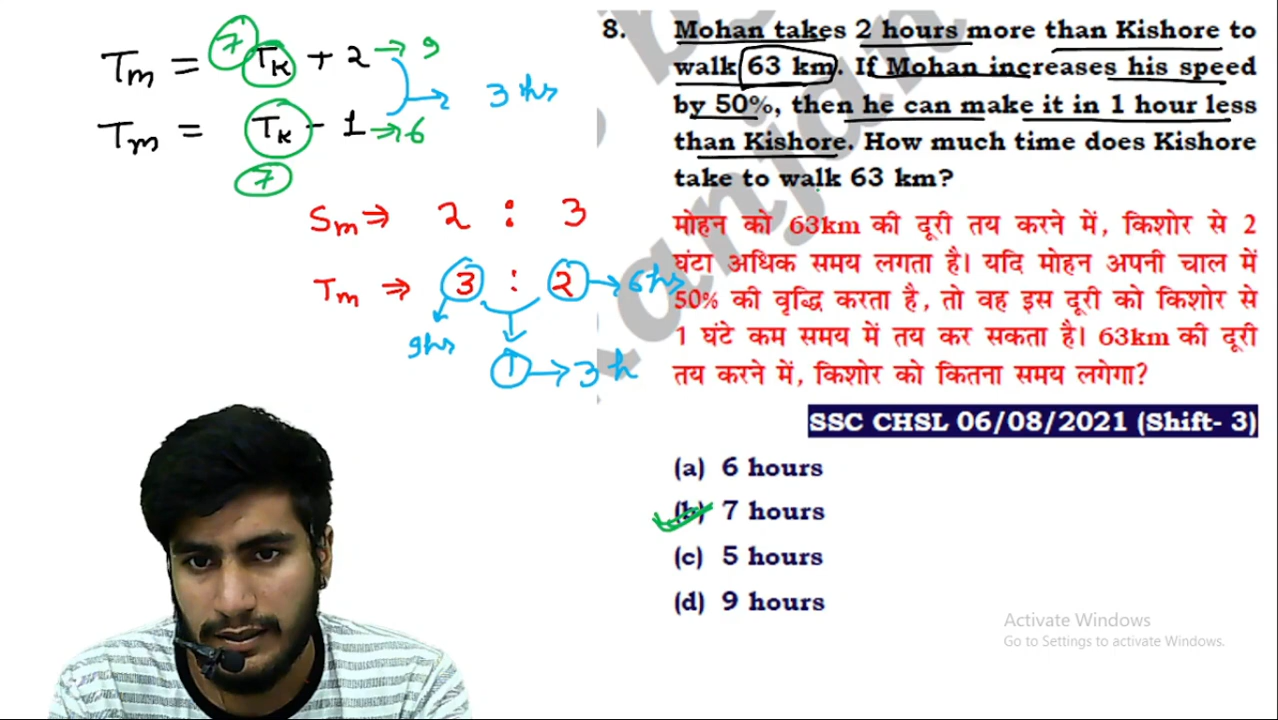 Tm = 7 TK + 2 → 9
3 hrs
Tm = TK - 1 → 6
7
Sm ⇒ 2 : 3
Tm ⇒ 3 : 2 → 6 hrs
9 hrs
1 → 3 h
8. Mohan takes 2 hours more than Kishore to
walk 63 km. If Mohan increases his speed
by 50%, then he can make it in 1 hour less
than Kishore. How much time does Kishore
take to walk 63 km?
मोहन को 63km की दूरी तय करने में, किशोर से 2
घंटा अधिक समय लगता है। यदि मोहन अपनी चाल में
50% की वृद्धि करता है, तो वह इस दूरी को किशोर से
1 घंटे कम समय में तय कर सकता है। 63km की दूरी
तय करने में, किशोर को कितना समय लगेगा?
SSC CHSL 06/08/2021 (Shift- 3)
(a) 6 hours
(b) 7 hours
(c) 5 hours
(d) 9 hours
Activate Windows
Go to Settings to activate Windows.